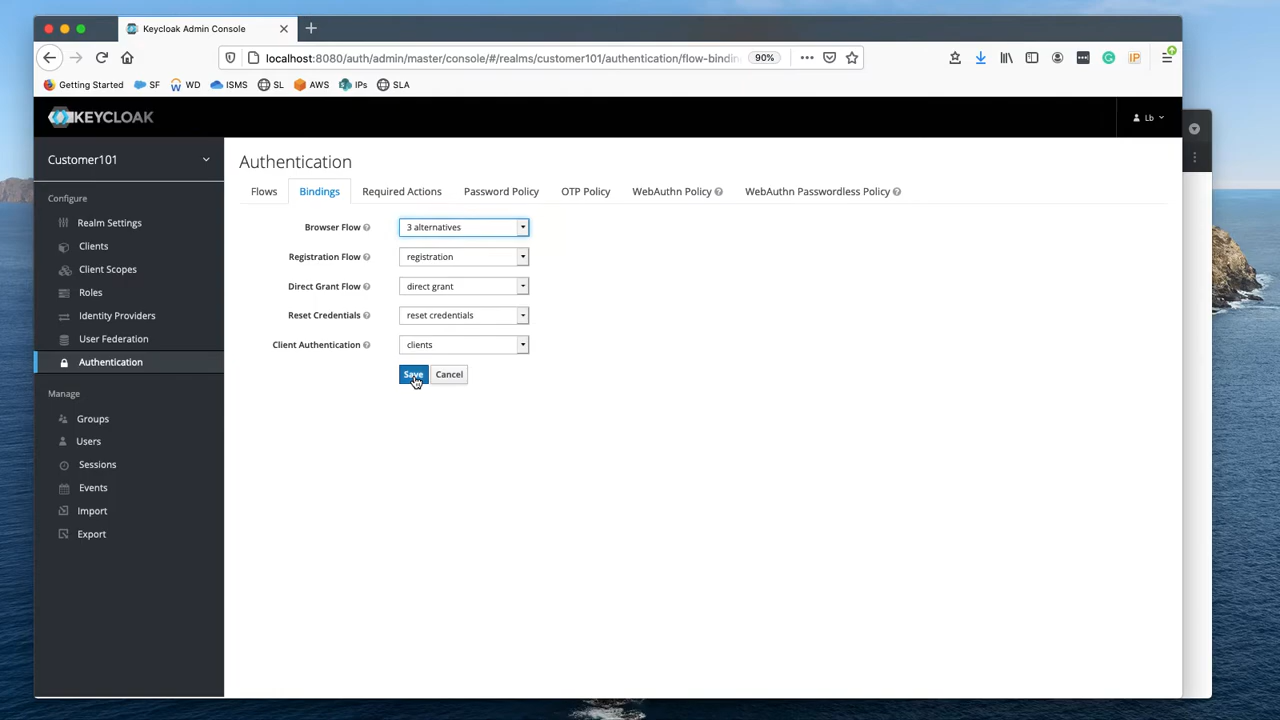 Keycloak Admin Console
localhost:8080/auth/admin/master/console/#/realms/customer101/authentication/flow-bindin
90%
Getting Started SF WD ISMS SL AWS IPs SLA
IP
KEYCLOAK
Lb
Customer101
Configure
Realm Settings
Clients
Client Scopes
Roles
Identity Providers
User Federation
Authentication
Manage
Groups
Users
Sessions
Events
Import
Export
Authentication
Flows Bindings Required Actions Password Policy OTP Policy WebAuthn Policy WebAuthn Passwordless Policy
Browser Flow 3 alternatives
Registration Flow registration
Direct Grant Flow direct grant
Reset Credentials reset credentials
Client Authentication clients
Save Cancel